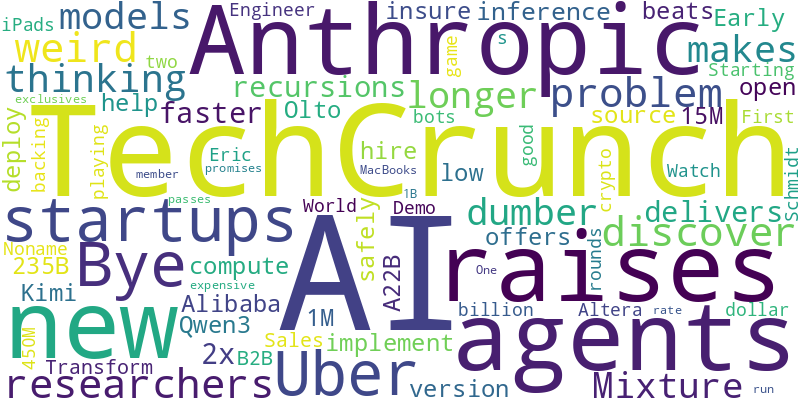 iPads
models
Engineer
Anthropic
insure
inference
beats
Early
weird
two
game
s
makes
thinking
recursions
longer
problem
Starting
open
exclusives
help
faster
Olto
bots
source
15M
First
deploy
backing
playing
TechCrunch
good
crypto
Eric
promises
member
hire
MacBooks
low
Watch
Schmidt
passes
1B
startups
World
Demo
safely
dumber
delivers
offers
discover
Noname
235B
Bye
compute
expensive
AI
A22B
raises
One
rounds
Kimi
Alibaba
1M
billion
Altera
rate
dollar
new
Qwen3
450M
2x
B2B
Sales
implement
agents
Transform
researchers
Uber
version
Mixture
run